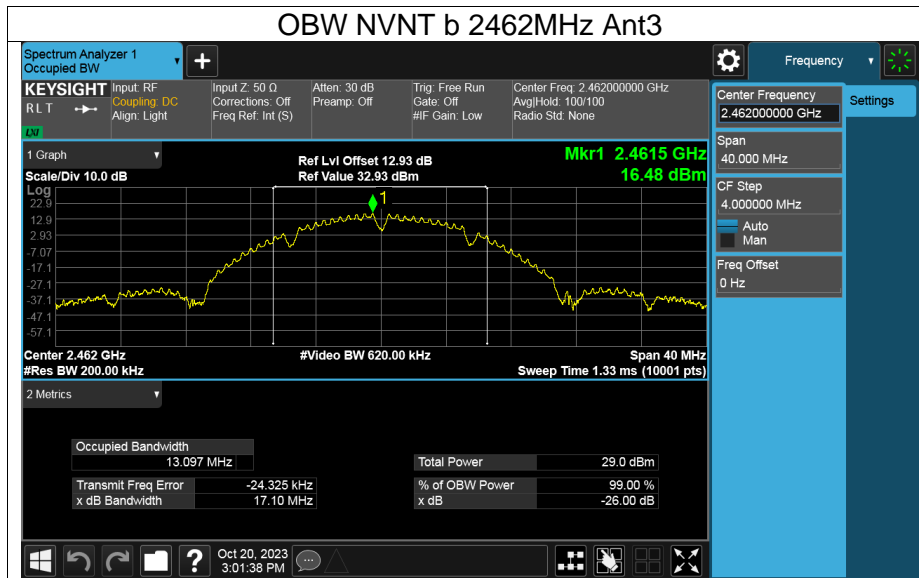 OBW NVNT b 2462MHz Ant3
Spectrum Analyzer 1
Occupied BW
+
Frequency
KEYSIGHT
RLT
LXI
Input: RF
Coupling: DC
Align: Light
Input Z: 50 Ω
Corrections: Off
Freq Ref: Int (S)
Atten: 30 dB
Preamp: Off
Trig: Free Run
Gate: Off
#IF Gain: Low
Center Freq: 2.462000000 GHz
Avg|Hold: 100/100
Radio Std: None
Center Frequency
2.462000000 GHz
Settings
Span
40.000 MHz
CF Step
4.000000 MHz
Auto
Man
Freq Offset
0 Hz
1 Graph
Scale/Div 10.0 dB
Ref Lvl Offset 12.93 dB
Ref Value 32.93 dBm
Mkr1 2.4615 GHz
16.48 dBm
Log
22.9
12.9
2.93
-7.07
-17.1
-27.1
-37.1
-47.1
-57.1
1
Center 2.462 GHz
#Res BW 200.00 kHz
#Video BW 620.00 kHz
Span 40 MHz
Sweep Time 1.33 ms (10001 pts)
2 Metrics
Occupied Bandwidth
13.097 MHz
Transmit Freq Error -24.325 kHz
x dB Bandwidth 17.10 MHz
Total Power 29.0 dBm
% of OBW Power 99.00 %
x dB -26.00 dB
?
Oct 20, 2023
3:01:38 PM